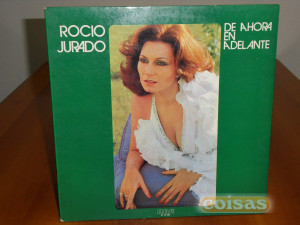 ROCIO
JURADO
DE AHORA
EN
ADELANTE
coisas